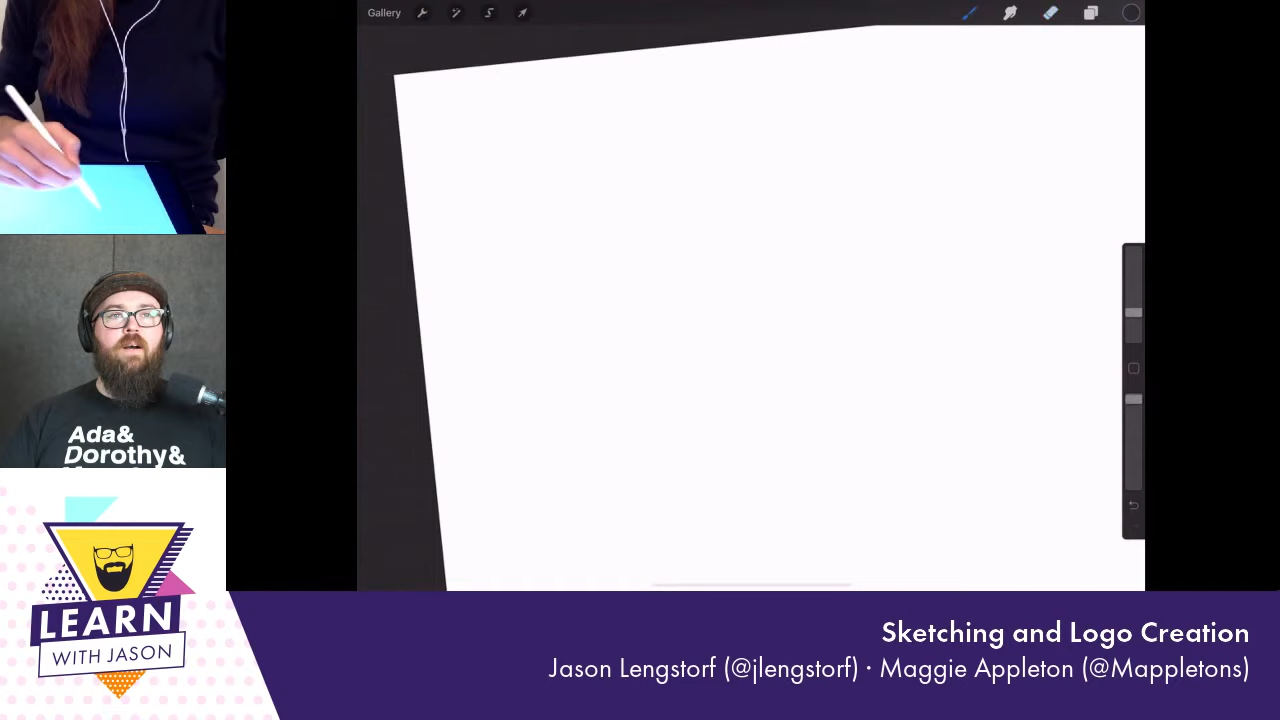 Gallery
Ada&
Dorothy&
LEARN
WITH JASON
Sketching and Logo Creation
Jason Lengstorf (@jlengstorf) · Maggie Appleton (@Mappletons)